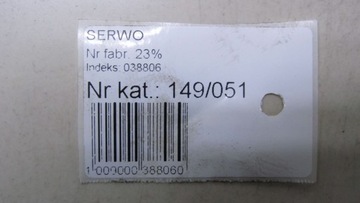 SERWO
Nr fabr. 23%
Indeks: 038806
Nr kat.: 149/051
1 009000 388060